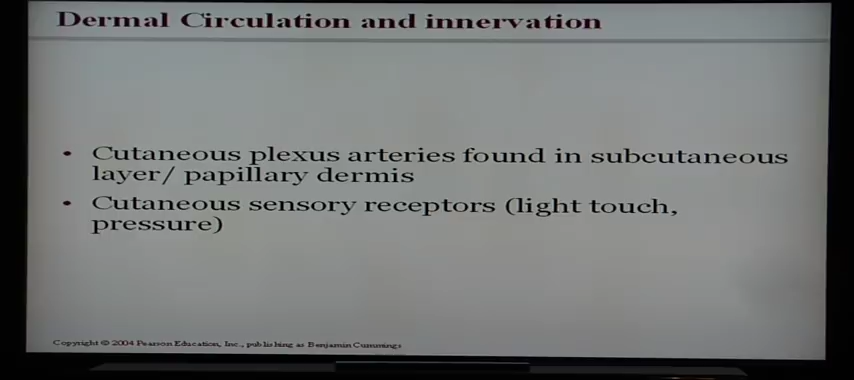 Dermal Circulation and innervation
• Cutaneous plexus arteries found in subcutaneous
layer/ papillary dermis
• Cutaneous sensory receptors (light touch,
pressure)
Copyright © 2004 Pearson Education, Inc., publishing as Benjamin Cummings